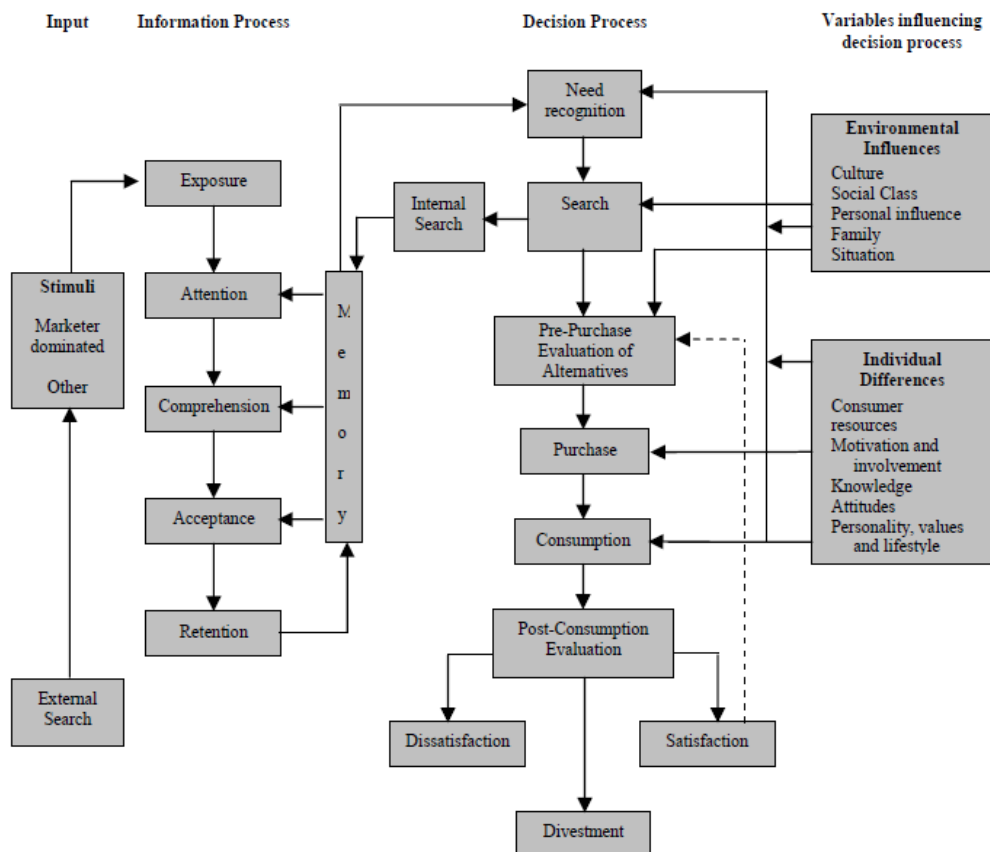 Input
Information Process
Decision Process
Variables influencing
decision process
Need
recognition
Environmental
Influences
Culture
Social Class
Personal influence
Family
Situation
Exposure
Internal
Search
Search
Stimuli
Marketer
dominated
Other
Attention
M
e
m
o
r
y
Pre-Purchase
Evaluation of
Alternatives
Individual
Differences
Consumer
resources
Motivation and
involvement
Knowledge
Attitudes
Personality, values
and lifestyle
Comprehension
Purchase
Acceptance
Consumption
Retention
Post-Consumption
Evaluation
External
Search
Dissatisfaction
Satisfaction
Divestment